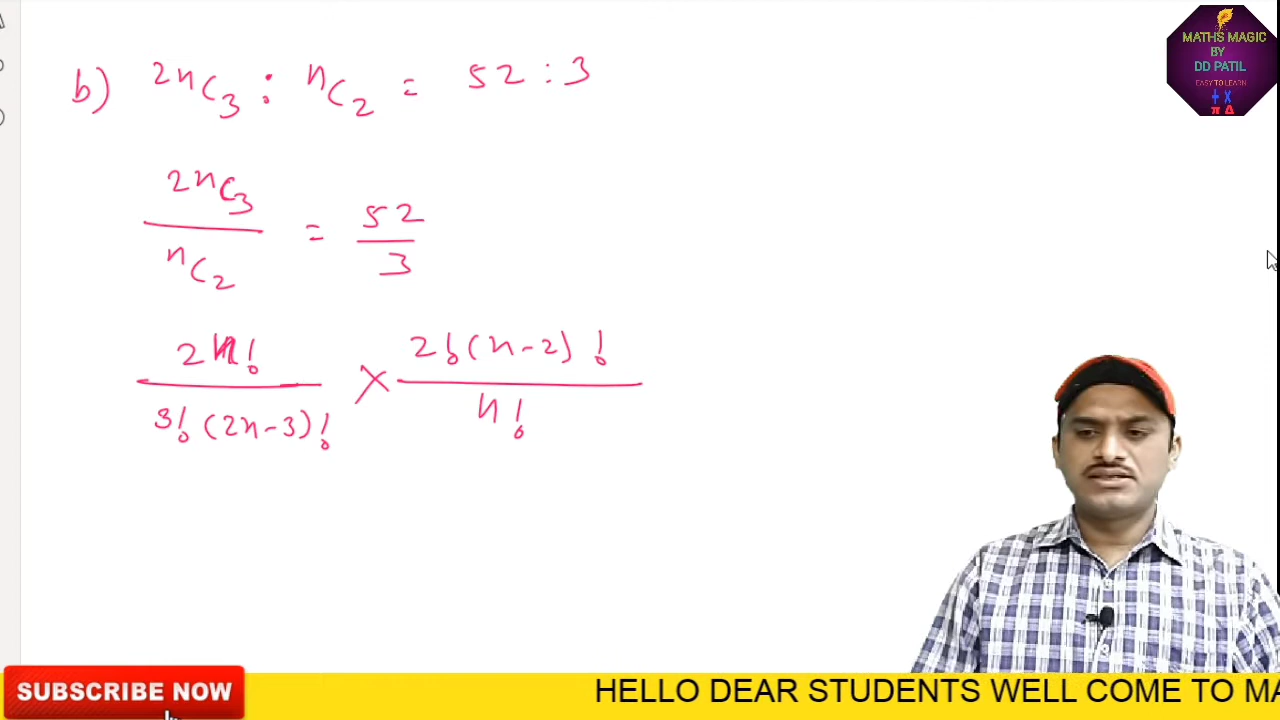 MATHS MAGIC
BY
DD PATIL
EASY TO LEARN
+ X
π Δ
b) 2nC3 : nC2 = 52 : 3
2nC3
nC2
= 52
3
2n!
3! (2n-3)!
× 2! (n-2)!
n!
SUBSCRIBE NOW
HELLO DEAR STUDENTS WELL COME TO MA